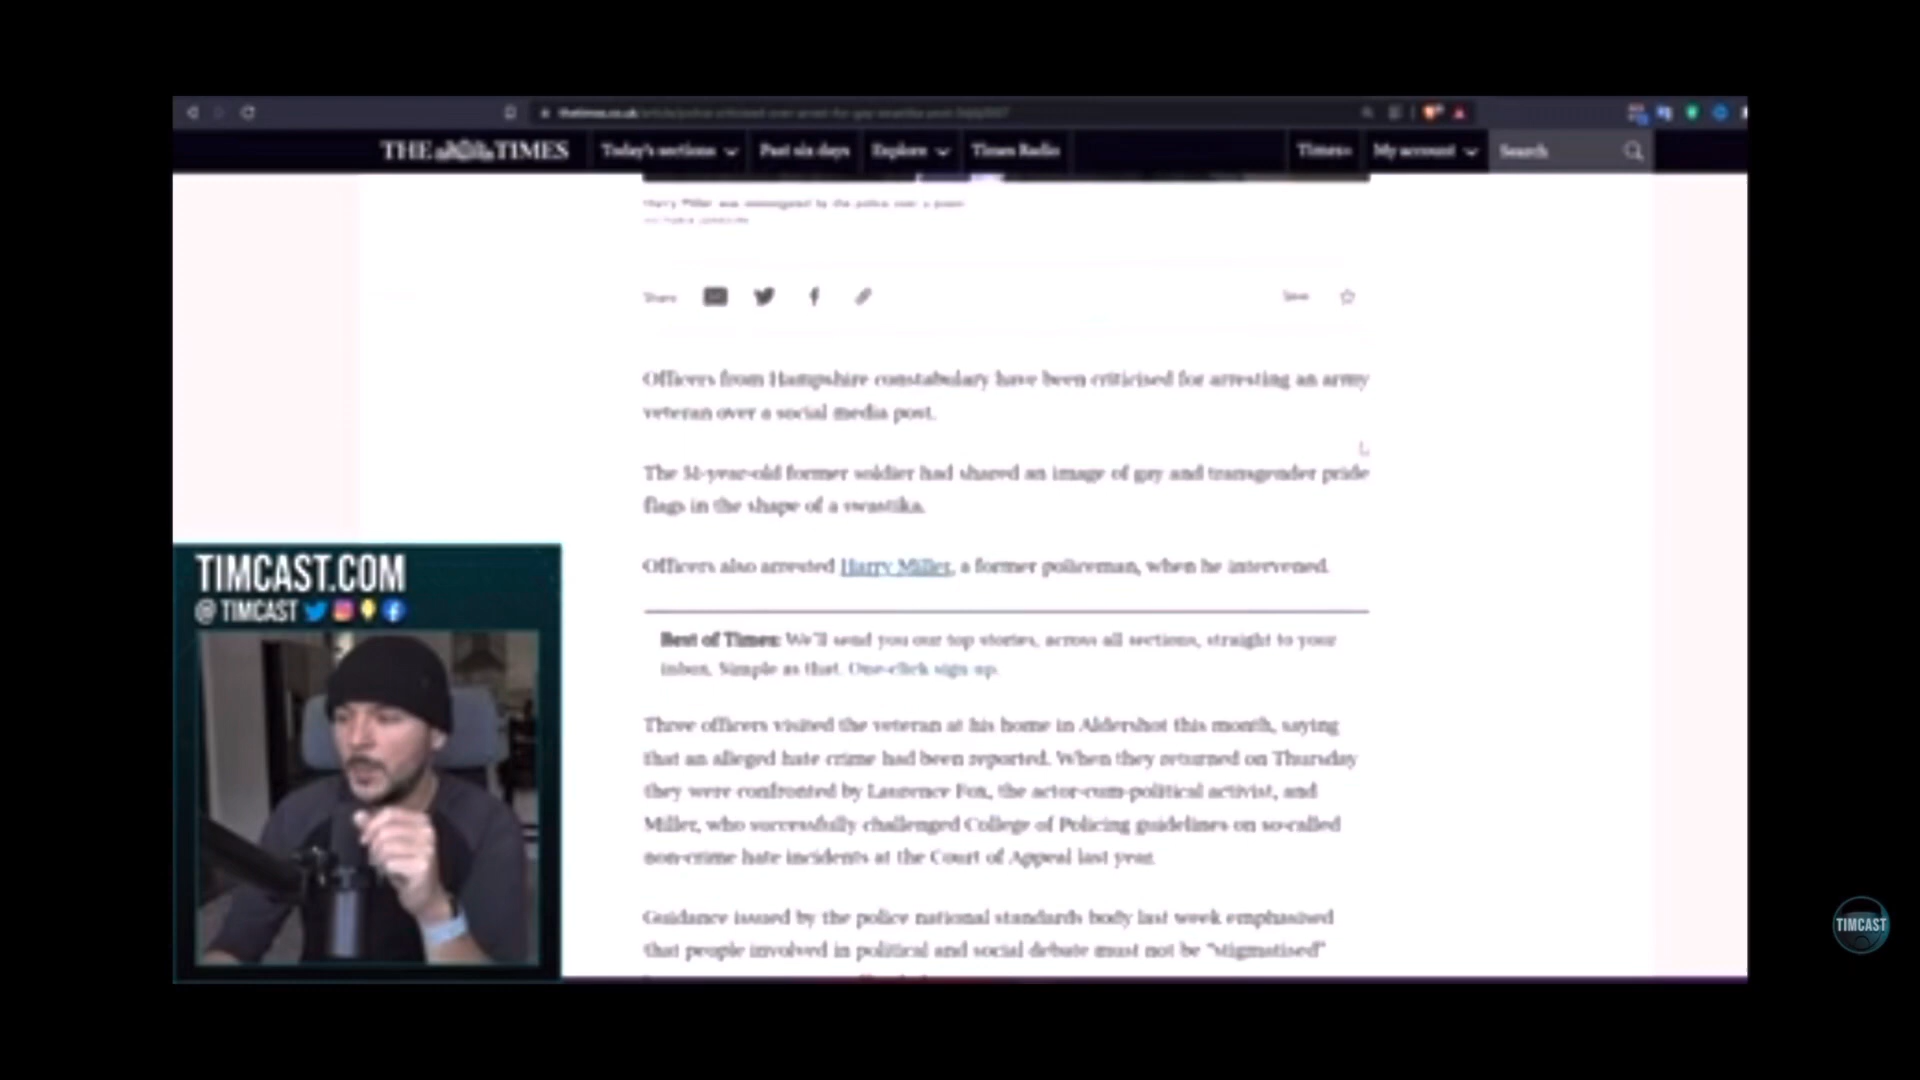 THE TIMES
Today's sections
Past six days
Explore
Times Radio
Times+
My account
Search
Harry Miller was investigated by the police over a
Share
Save
Officers from Hampshire constabulary have been criticised for arresting an army
veteran over a social media post.
The 51-year-old former soldier had shared an image of gay and transgender pride
flags in the shape of a swastika.
Officers also arrested Harry Miller, a former policeman, when he intervened.
Best of Times: We'll send you our top stories, across all sections, straight to your
inbox. Simple as that. One-click sign up.
Three officers visited the veteran at his home in Aldershot this month, saying
that an alleged hate crime had been reported. When they returned on Thursday
they were confronted by Laurence Fox, the actor-cum-political activist, and
Miller, who successfully challenged College of Policing guidelines on so-called
non-crime hate incidents at the Court of Appeal last year.
Guidance issued by the police national standards body last week emphasised
that people involved in political and social debate must not be "stigmatised"
TIMCAST.COM
@ TIMCAST
TIMCAST